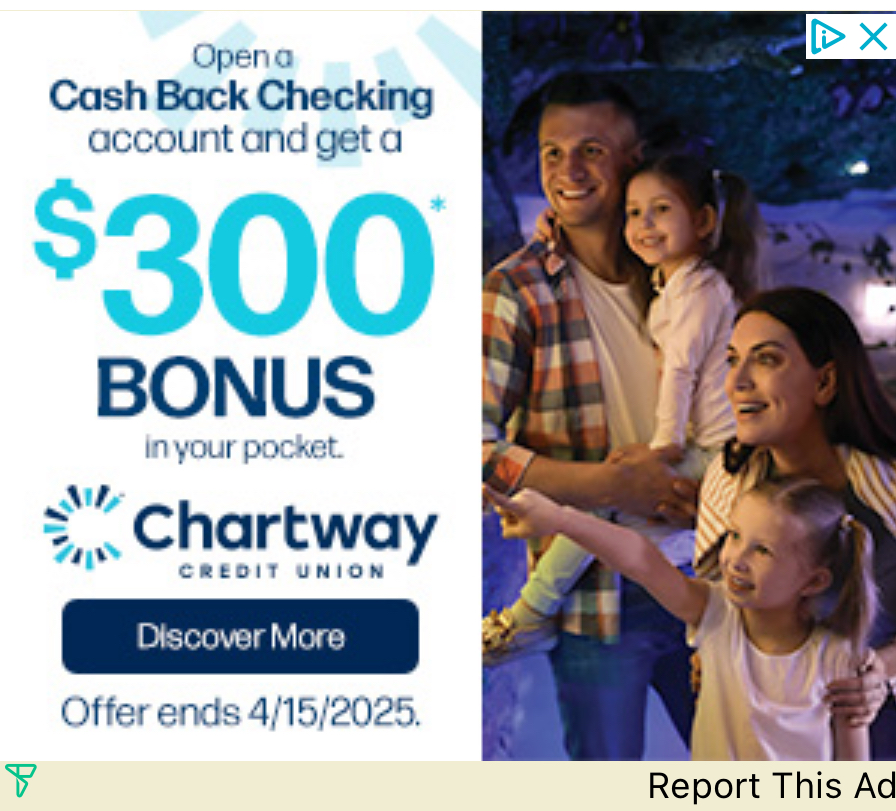 Open a
Cash Back Checking
account and get a
$300*
BONUS
in your pocket.
Chartway
CREDIT UNION
Discover More
Offer ends 4/15/2025.
Report This Ad